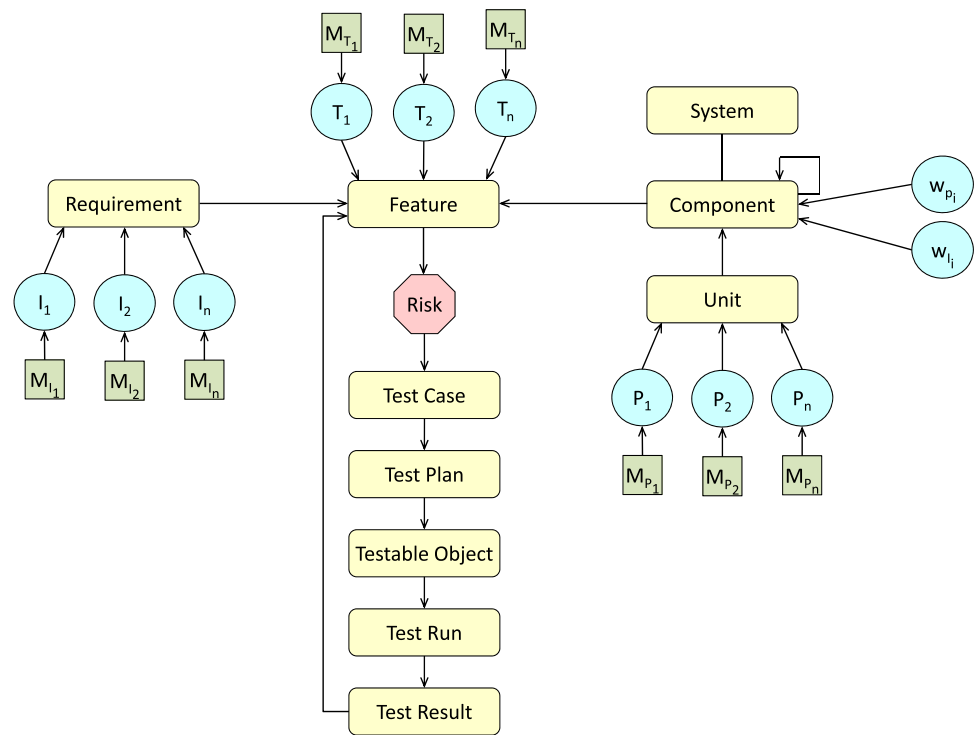 M_T₁ M_T₂ M_Tₙ
T₁ T₂ Tₙ
System
Requirement Feature Component
w_pᵢ
w_Iᵢ
I₁ I₂ Iₙ
Risk
Unit
M_I₁ M_I₂ M_Iₙ
Test Case
P₁ P₂ Pₙ
Test Plan
M_P₁ M_P₂ M_Pₙ
Testable Object
Test Run
Test Result